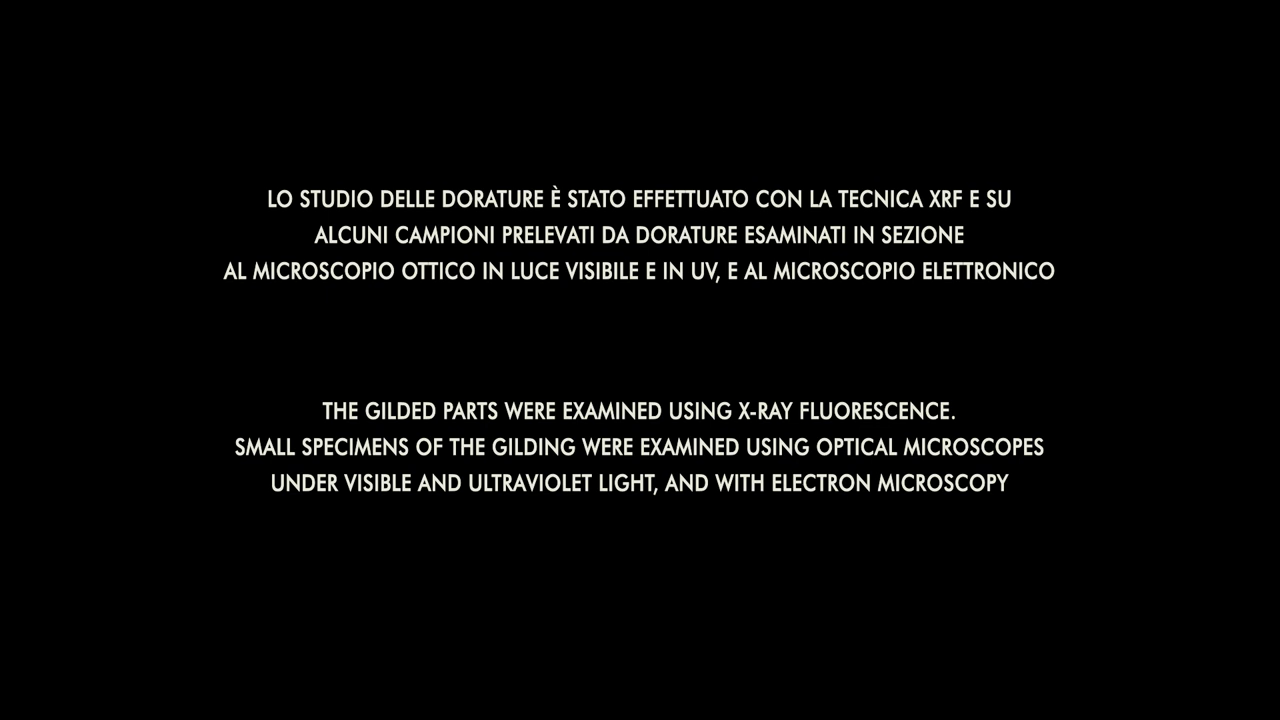 LO STUDIO DELLE DORATURE È STATO EFFETTUATO CON LA TECNICA XRF E SU
ALCUNI CAMPIONI PRELEVATI DA DORATURE ESAMINATI IN SEZIONE
AL MICROSCOPIO OTTICO IN LUCE VISIBILE E IN UV, E AL MICROSCOPIO ELETTRONICO
THE GILDED PARTS WERE EXAMINED USING X-RAY FLUORESCENCE.
SMALL SPECIMENS OF THE GILDING WERE EXAMINED USING OPTICAL MICROSCOPES
UNDER VISIBLE AND ULTRAVIOLET LIGHT, AND WITH ELECTRON MICROSCOPY